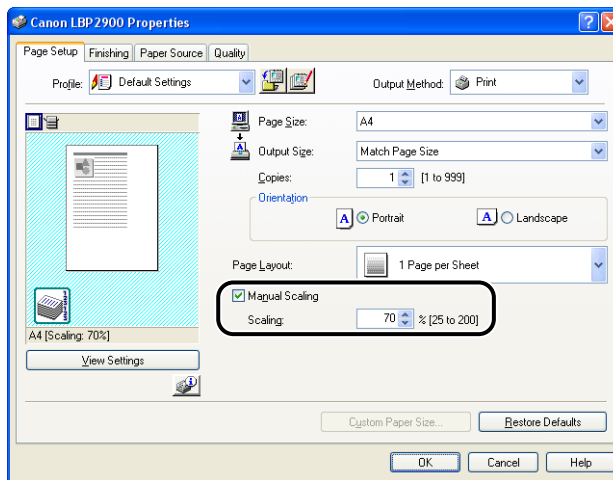 Canon LBP2900 Properties
Page Setup Finishing Paper Source Quality
Profile: Default Settings Output Method: Print
Page Size: A4
Output Size: Match Page Size
Copies: 1 [1 to 999]
Orientation
A Portrait A Landscape
Page Layout: 1 Page per Sheet
Manual Scaling
Scaling: 70 % [25 to 200]
A4 [Scaling: 70%]
View Settings
Custom Paper Size... Restore Defaults
OK Cancel Help